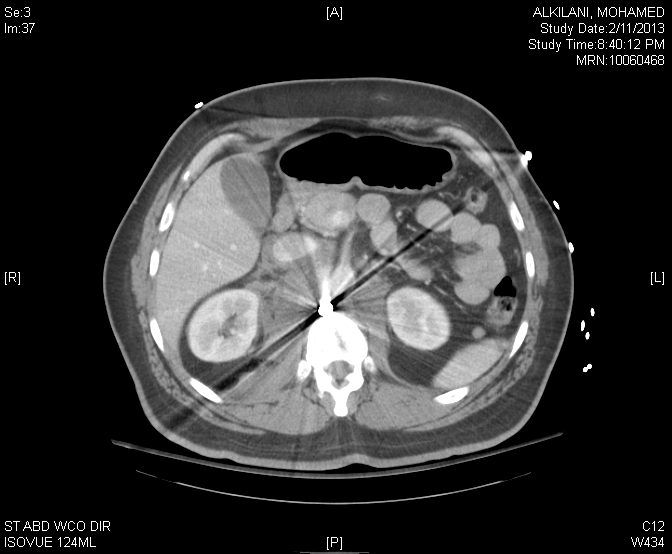 Se:3
Im:37
[A]
ALKILANI, MOHAMED
Study Date:2/11/2013
Study Time:8:40:12 PM
MRN:10060468
[R]
[L]
ST ABD WCO DIR
ISOVUE 124ML
[P]
C12
W434